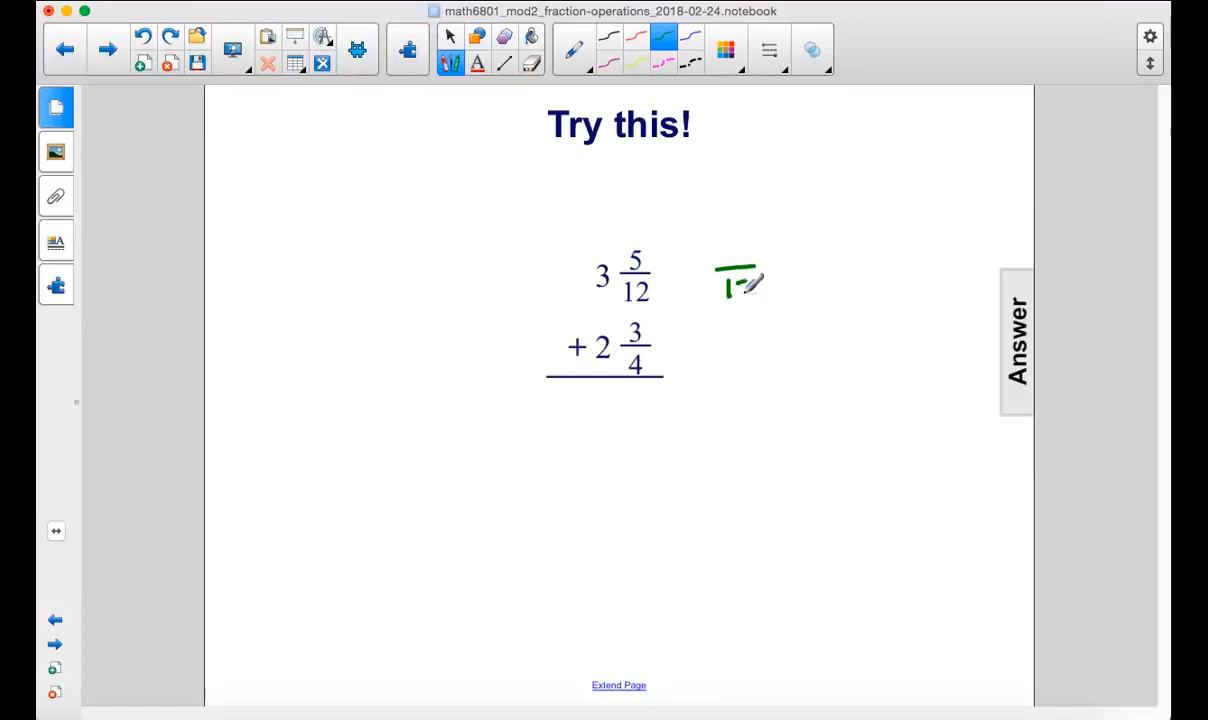 math6801_mod2_fraction-operations_2018-02-24.notebook
Try this!
3 5/12
+ 2 3/4
Answer
Extend Page